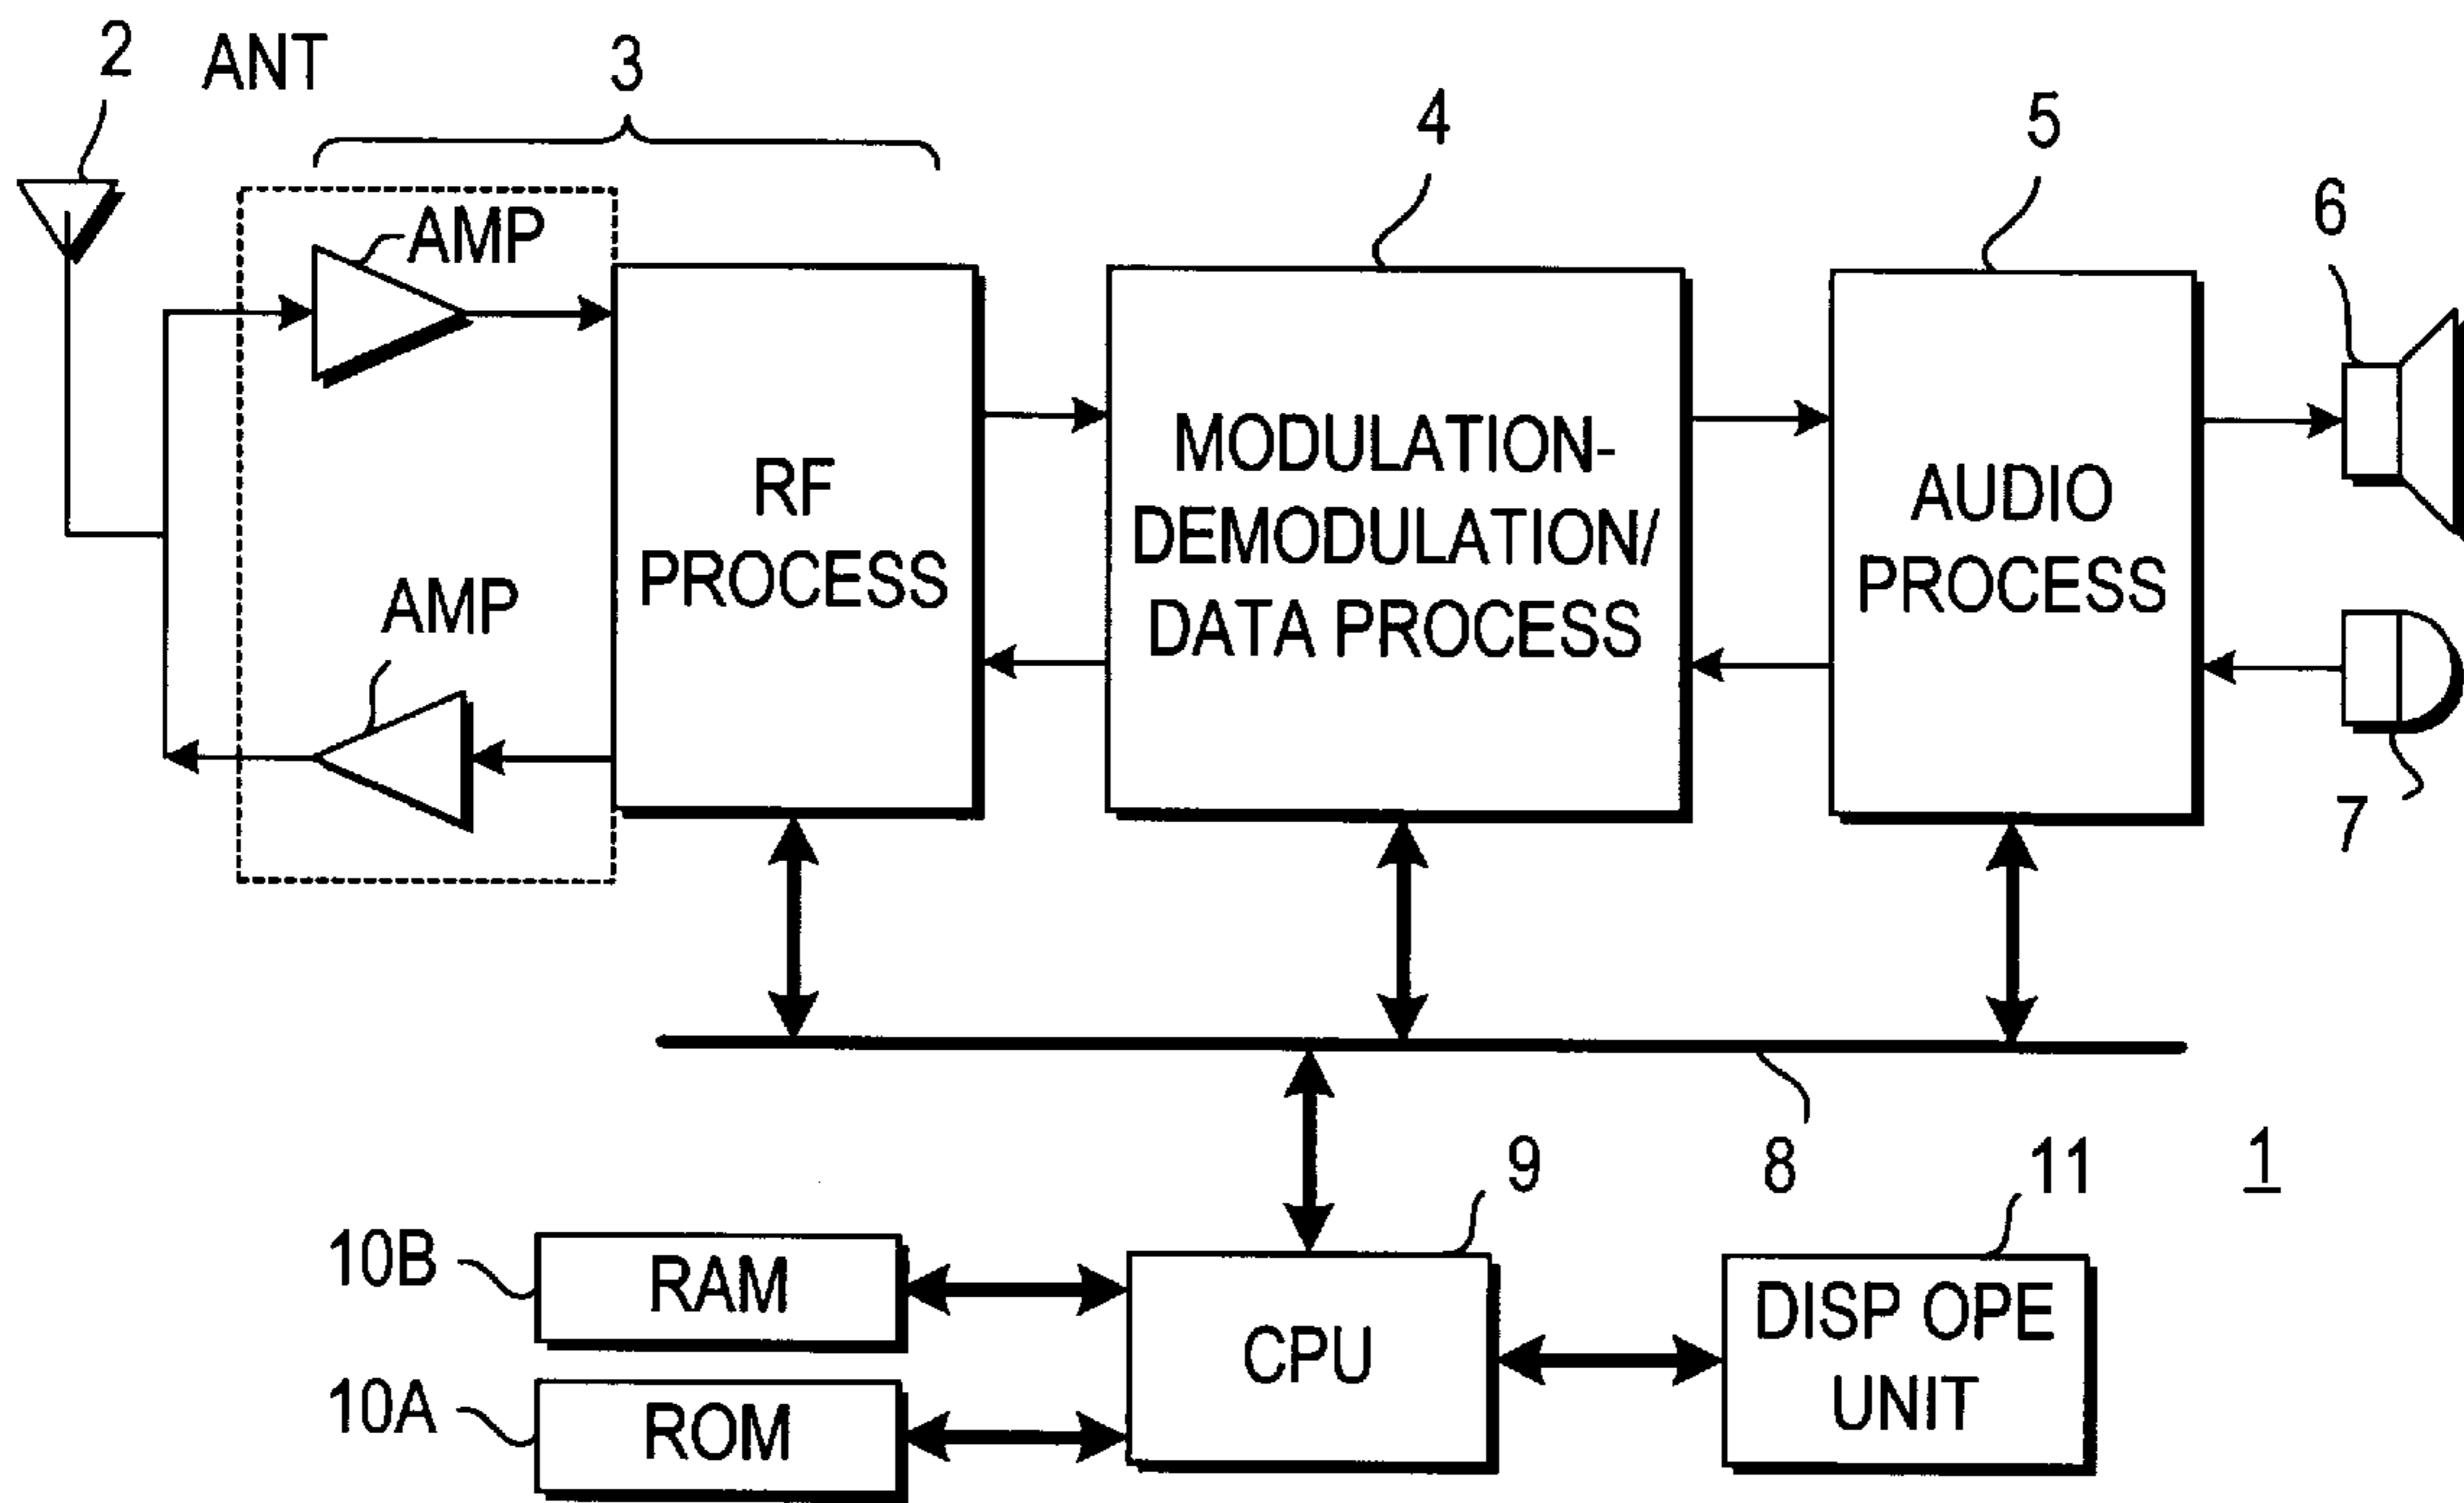 2
ANT
3
4
5
6
AMP
RF
PROCESS
MODULATION-
DEMODULATION/
DATA PROCESS
AUDIO
PROCESS
AMP
7
8
9
11
1
10B
RAM
10A
ROM
CPU
DISP OPE
UNIT